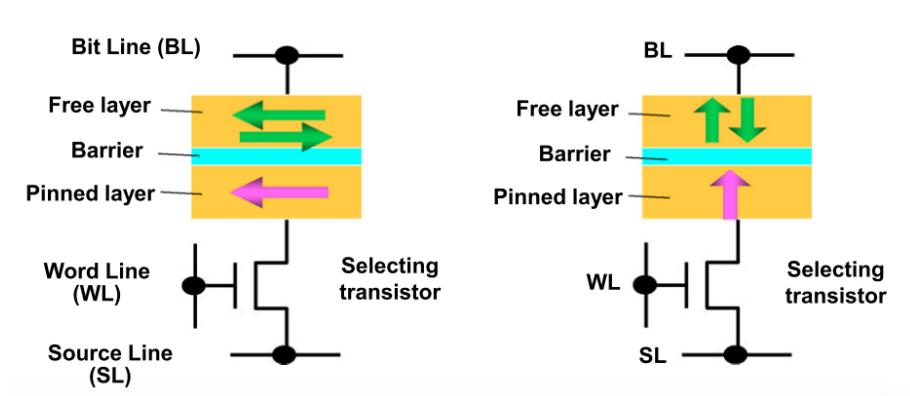 Bit Line (BL)
Free layer
Barrier
Pinned layer
Word Line
(WL)
Selecting
transistor
Source Line
(SL)
BL
Free layer
Barrier
Pinned layer
WL
Selecting
transistor
SL